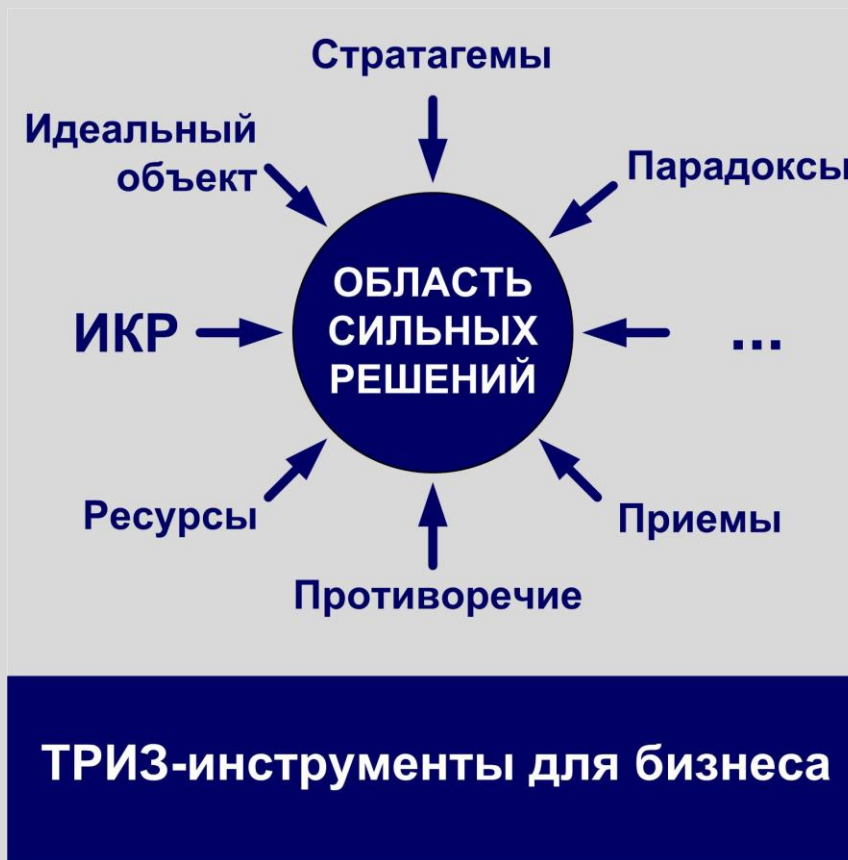 Стратагемы
Идеальный
объект
Парадоксы
ОБЛАСТЬ
СИЛЬНЫХ
РЕШЕНИЙ
ИКР
...
Ресурсы
Приемы
Противоречие
ТРИЗ-инструменты для бизнеса